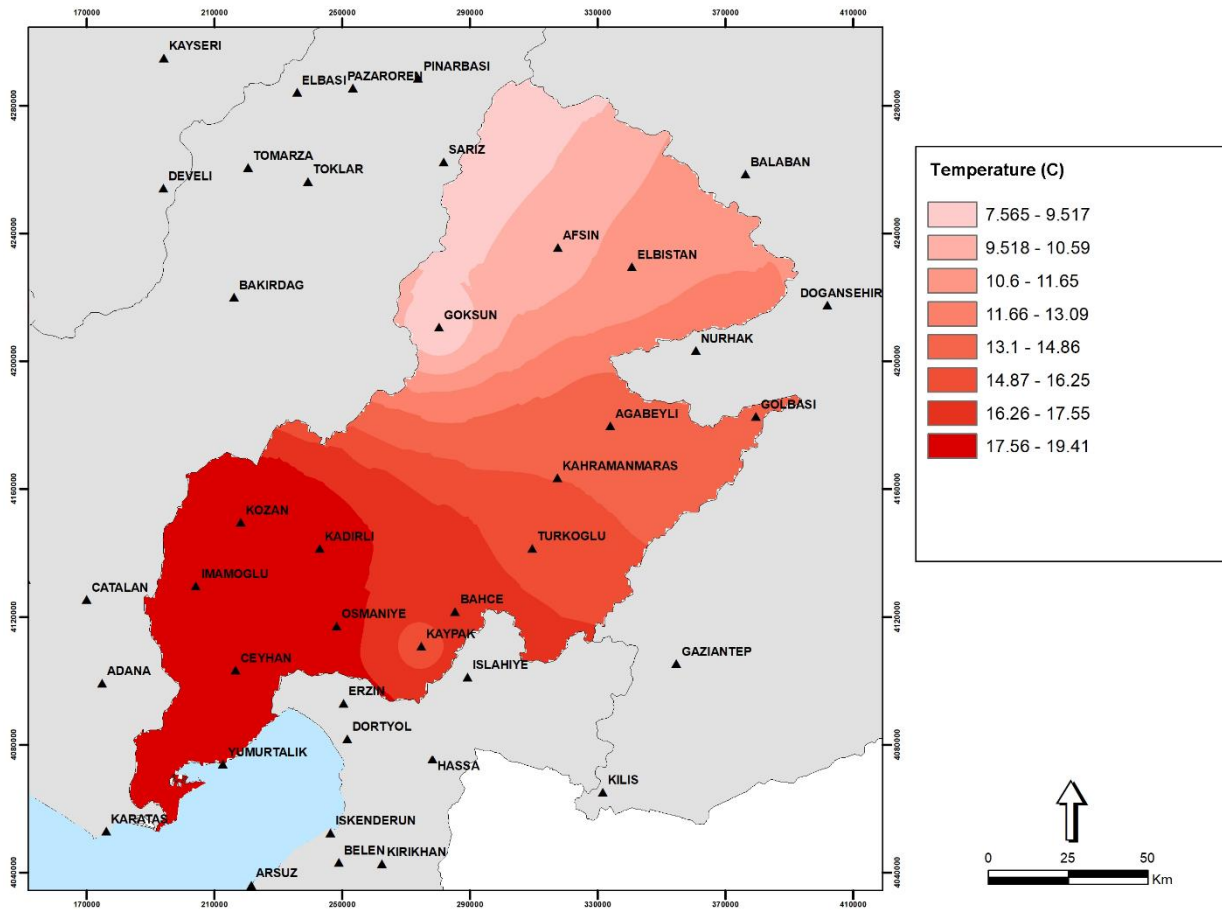 170000 210000 250000 290000 330000 370000 410000
KAYSERI
PINARBASI
ELBASI PAZAROREN
4280000 4280000
TOMARZA SARIZ
TOKLAR BALABAN
DEVELI
4240000 AFSIN 4240000
ELBISTAN
BAKIRDAG DOGANSEHIR
GOKSUN
NURHAK
4200000 4200000
GOLBASI
AGABEYLI
KAHRAMANMARAS
4160000 4160000
KOZAN
KADIRLI TURKOGLU
IMAMOGLU
CATALAN BAHCE
4120000 OSMANIYE 4120000
KAYPAK
CEYHAN ISLAHIYE GAZIANTEP
ADANA
ERZIN
DORTYOL
4080000 YUMURTALIK 4080000
HASSA
KILIS
KARATAS ISKENDERUN
BELEN KIRIKHAN
4040000 ARSUZ 4040000
170000 210000 250000 290000 330000 370000 410000
Temperature (C)
7.565 - 9.517
9.518 - 10.59
10.6 - 11.65
11.66 - 13.09
13.1 - 14.86
14.87 - 16.25
16.26 - 17.55
17.56 - 19.41
0 25 50
Km